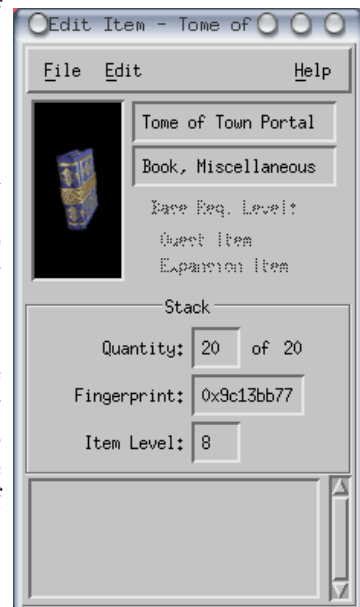 Edit Item - Tome of
File Edit Help
Tome of Town Portal
Book, Miscellaneous
Base Req. Level:
Quest Item
Expansion Item
Stack
Quantity: 20 of 20
Fingerprint: 0x9c13bb77
Item Level: 8